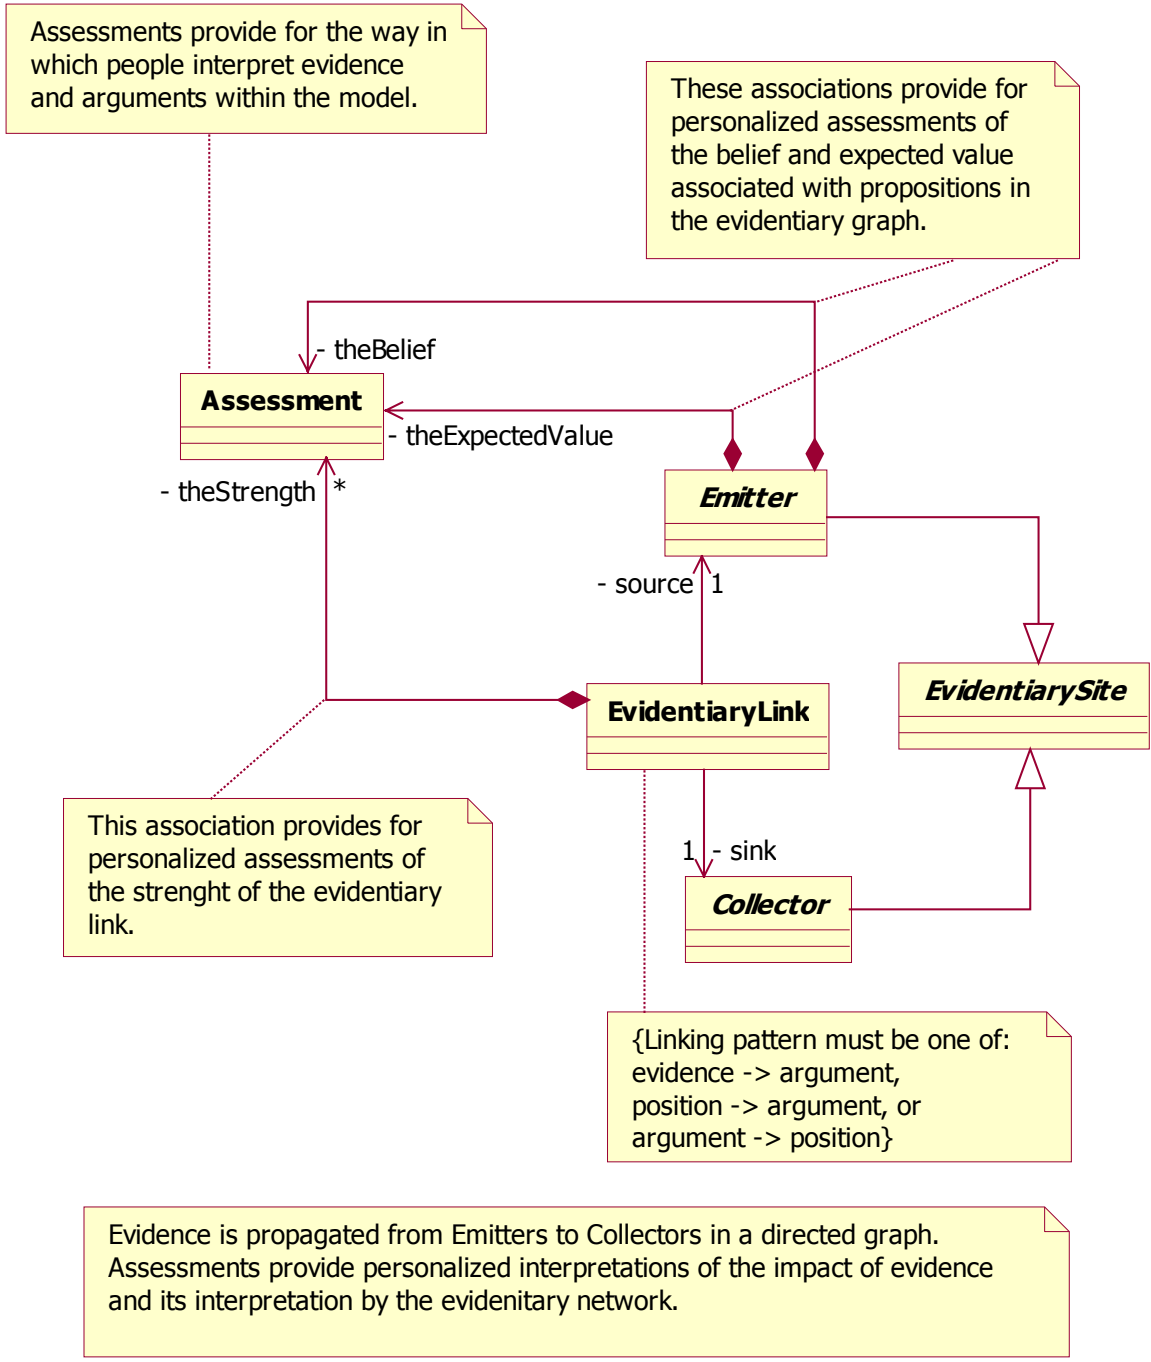 Assessments provide for the way in
which people interpret evidence
and arguments within the model.
These associations provide for
personalized assessments of
the belief and expected value
associated with propositions in
the evidentiary graph.
- theBelief
Assessment
- theExpectedValue
- theStrength *
Emitter
- source 1
EvidentiarySite
EvidentiaryLink
This association provides for
personalized assessments of
the strenght of the evidentiary
link.
1 - sink
Collector
{Linking pattern must be one of:
evidence -> argument,
position -> argument, or
argument -> position}
Evidence is propagated from Emitters to Collectors in a directed graph.
Assessments provide personalized interpretations of the impact of evidence
and its interpretation by the evidenitary network.